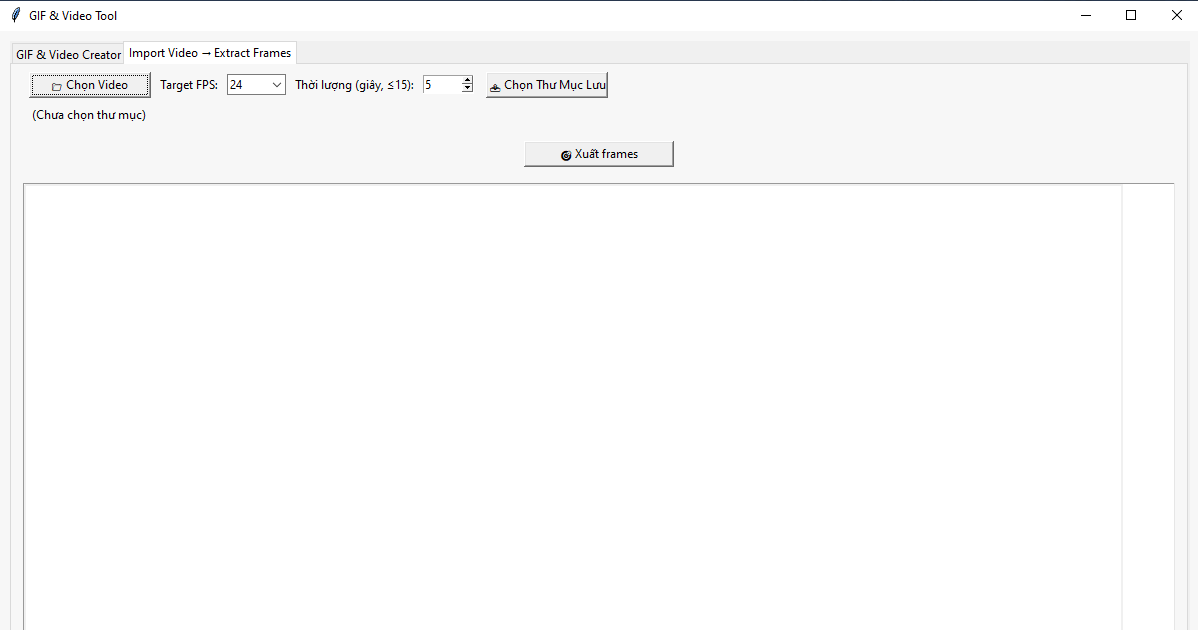 GIF & Video Tool
GIF & Video Creator Import Video → Extract Frames
Chọn Video Target FPS: 24 Thời lượng (giây, ≤15): 5 Chọn Thư Mục Lưu
(Chưa chọn thư mục)
Xuất frames